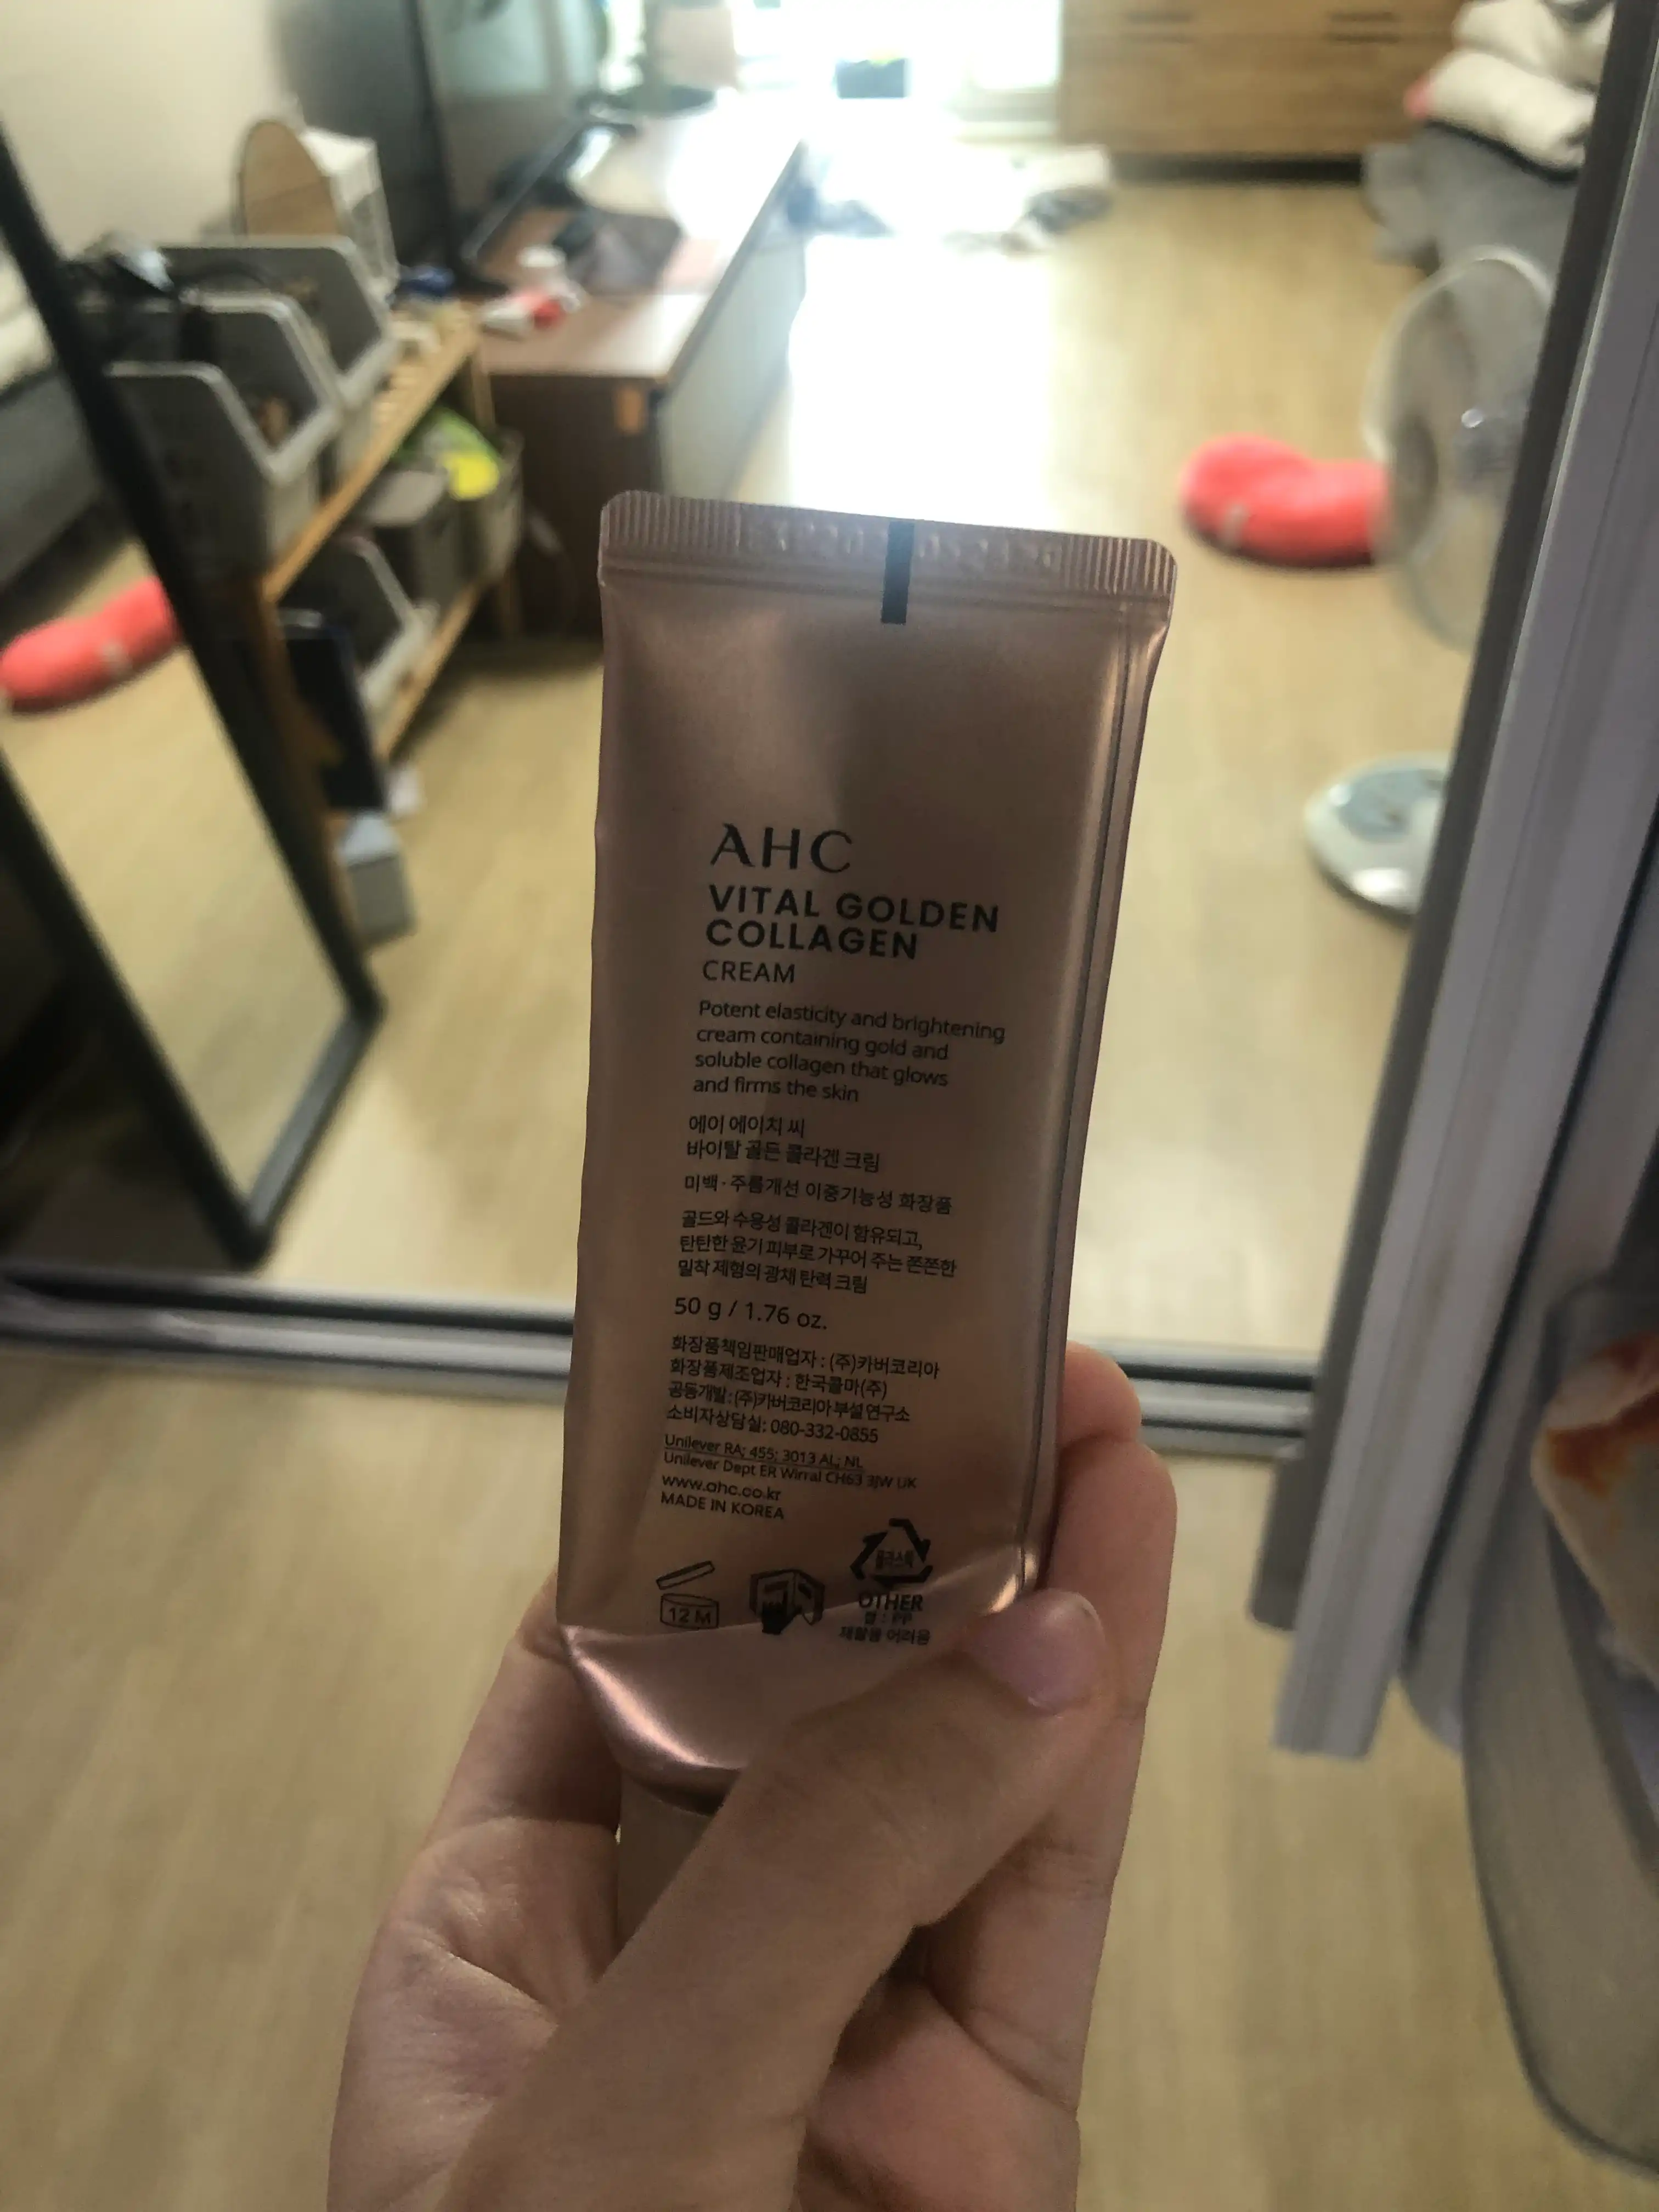 AHC
VITAL GOLDEN
COLLAGEN
CREAM
Potent elasticity and brightening
cream containing gold and
soluble collagen that glows
and firms the skin
에이 에이치 씨
바이탈 골든 콜라겐 크림
미백·주름개선 이중기능성 화장품
골드와 수용성 콜라겐이 함유되고,
탄탄한 윤기 피부로 가꾸어 주는 쫀쫀한
밀착 제형의 광채 탄력 크림
50 g / 1.76 oz.
화장품책임판매업자 : (주)카버코리아
화장품제조업자 : 한국콜마(주)
공동개발 : (주)카버코리아 부설 연구소
소비자상담실: 080-332-0855
Unilever RA; 455; 3013 AL; NL
Unilever Dept ER Wirral CH63 3JW UK
www.ahc.co.kr
MADE IN KOREA
12 M
플라스틱
OTHER
캡 : PP
재활용 어려움